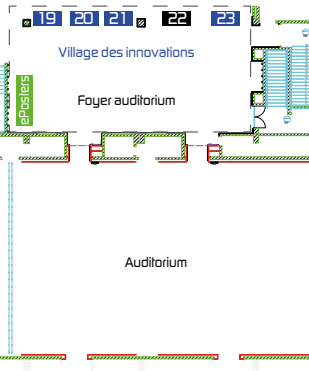 19 20 21 22 23
Village des innovations
ePosters
Foyer auditorium
Auditorium